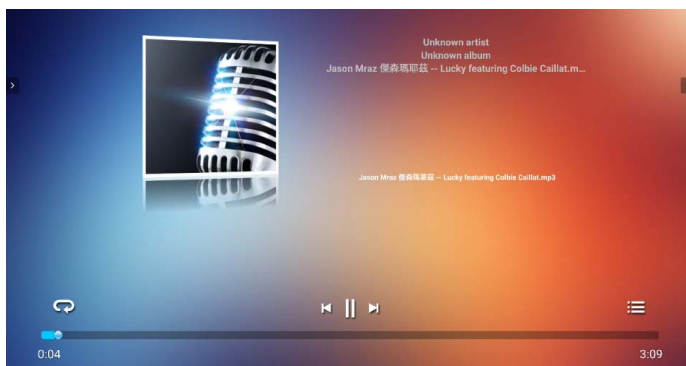 Unknown artist
Unknown album
Jason Mraz 傑森瑪耶茲 -- Lucky featuring Colbie Caillat.m...
Jason Mraz 傑森瑪耶茲 -- Lucky featuring Colbie Caillat.mp3
0:04
3:09